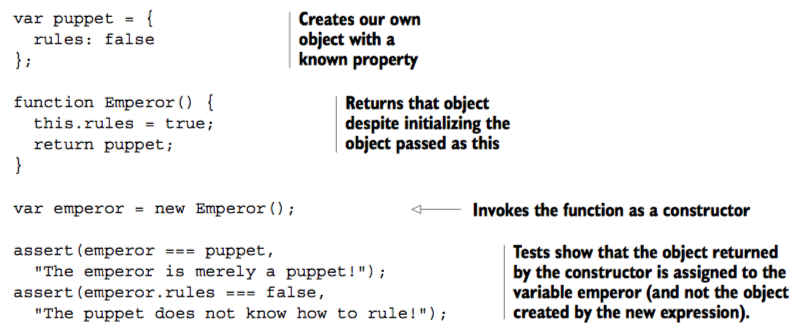 var puppet = {
  rules: false
};
Creates our own
object with a
known property
function Emperor() {
  this.rules = true;
  return puppet;
}
Returns that object
despite initializing the
object passed as this
var emperor = new Emperor();
Invokes the function as a constructor
assert(emperor === puppet,
  "The emperor is merely a puppet!");
assert(emperor.rules === false,
  "The puppet does not know how to rule!");
Tests show that the object returned
by the constructor is assigned to the
variable emperor (and not the object
created by the new expression).